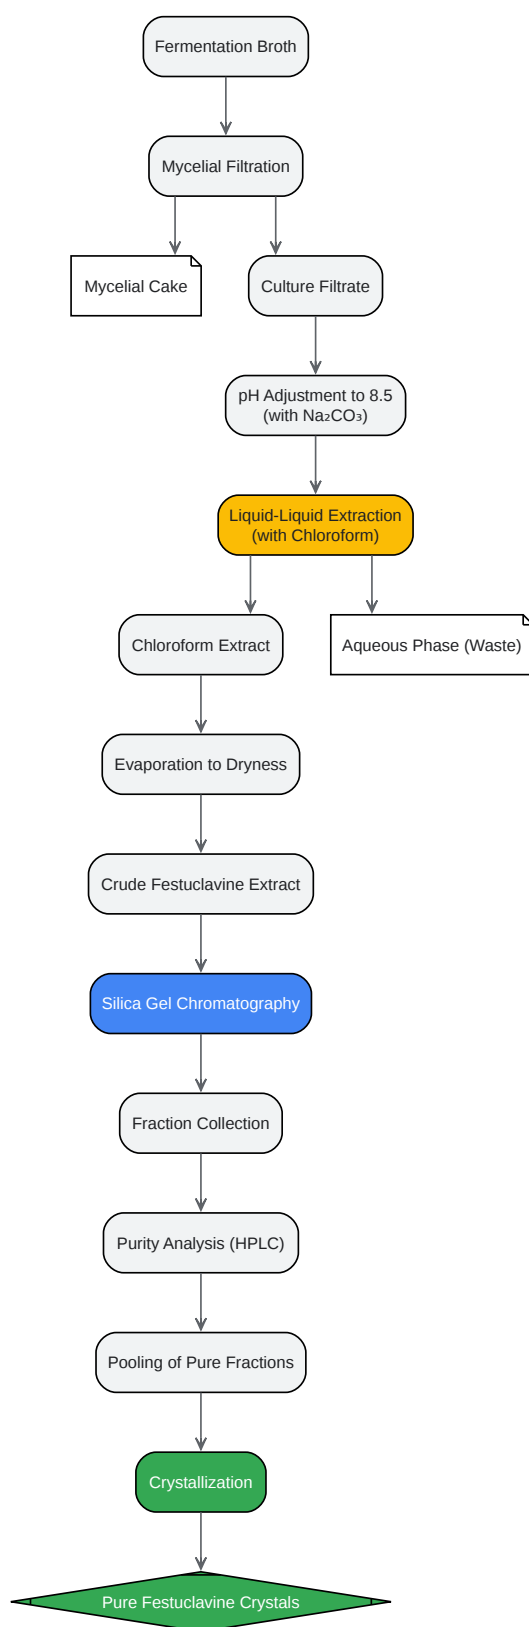 Fermentation Broth
Mycelial Filtration
Mycelial Cake
Culture Filtrate
pH Adjustment to 8.5
(with Na₂CO₃)
Liquid-Liquid Extraction
(with Chloroform)
Chloroform Extract
Aqueous Phase (Waste)
Evaporation to Dryness
Crude Festuclavine Extract
Silica Gel Chromatography
Fraction Collection
Purity Analysis (HPLC)
Pooling of Pure Fractions
Crystallization
Pure Festuclavine Crystals